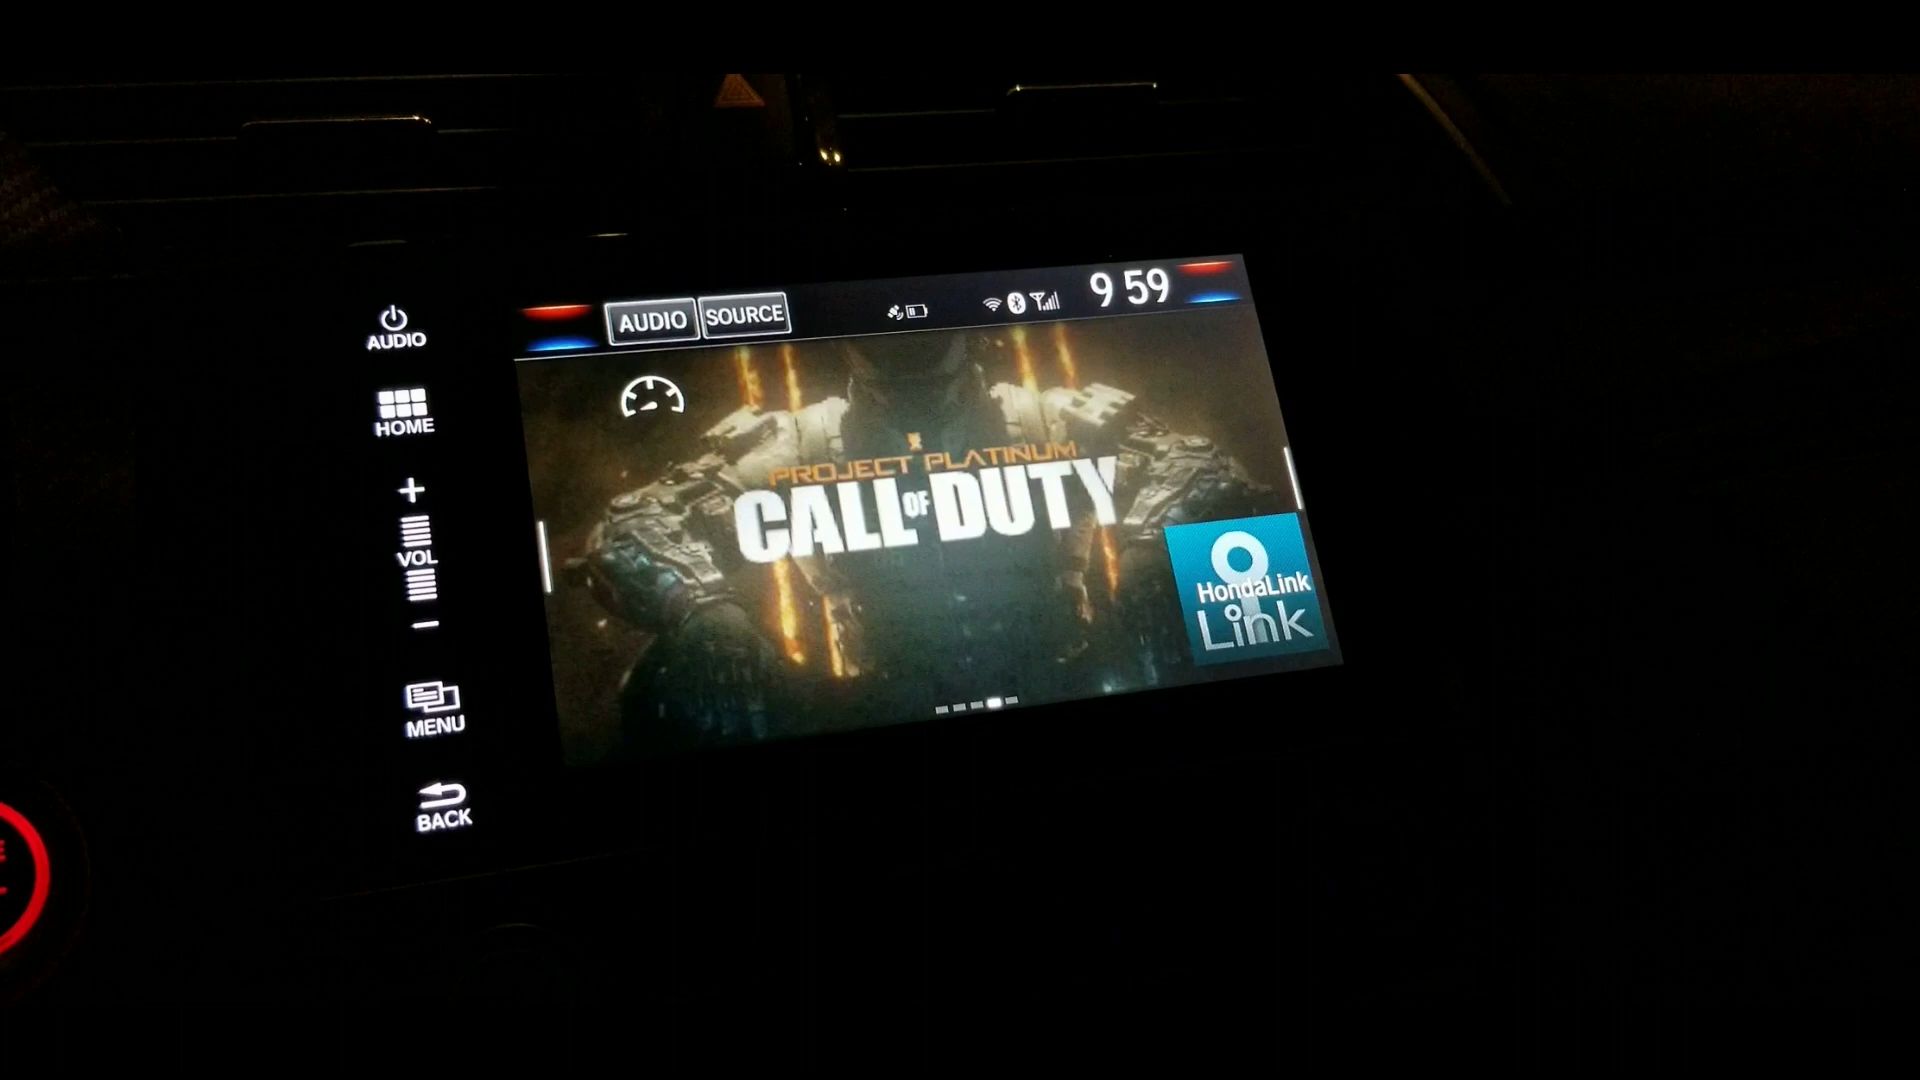 AUDIO SOURCE 9 59
AUDIO
HOME
+
VOL
-
MENU
BACK
PROJECT PLATINUM
CALL OF DUTY
HondaLink
Link